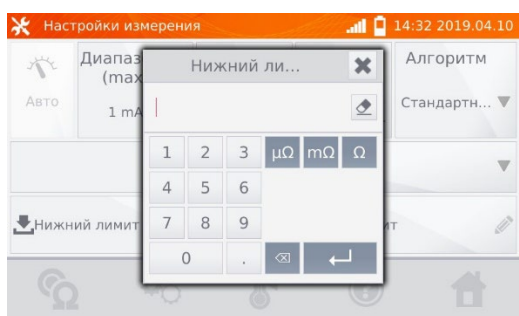 Настройки измерения
14:32 2019.04.10
Диапаз
(max
1 mA
Авто
Алгоритм
Стандартн...
Нижний ли...
1 2 3 μΩ mΩ Ω
4 5 6
7 8 9
0 .
Нижний лимит
ит